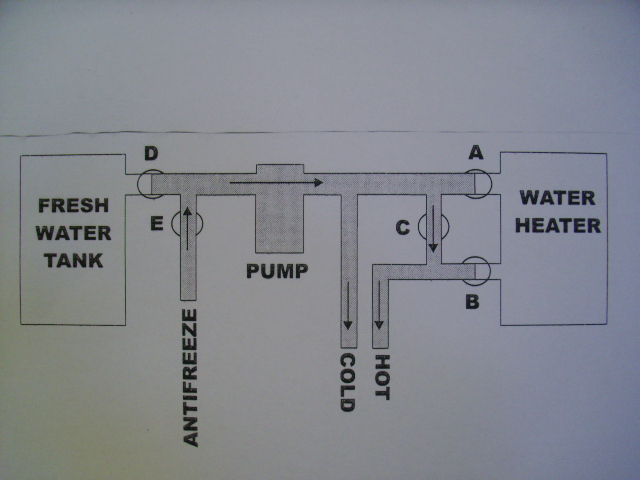 D
A
FRESH
WATER
TANK
E
C
WATER
HEATER
PUMP
B
ANTIFREEZE
COLD
HOT